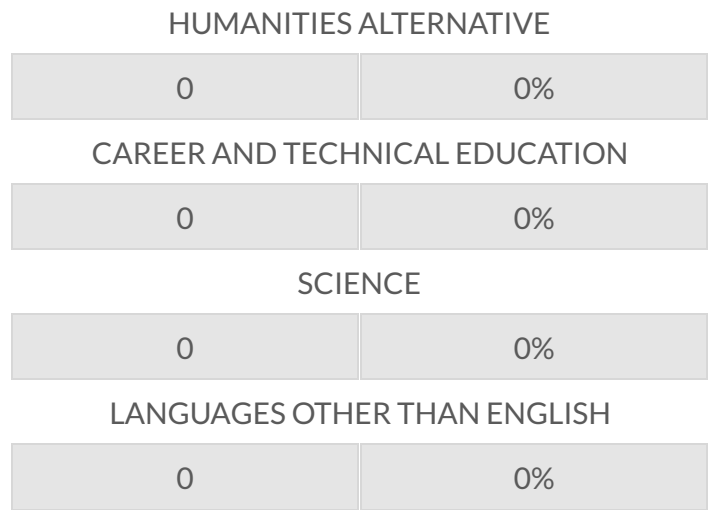 HUMANITIES ALTERNATIVE
0 0%
CAREER AND TECHNICAL EDUCATION
0 0%
SCIENCE
0 0%
LANGUAGES OTHER THAN ENGLISH
0 0%